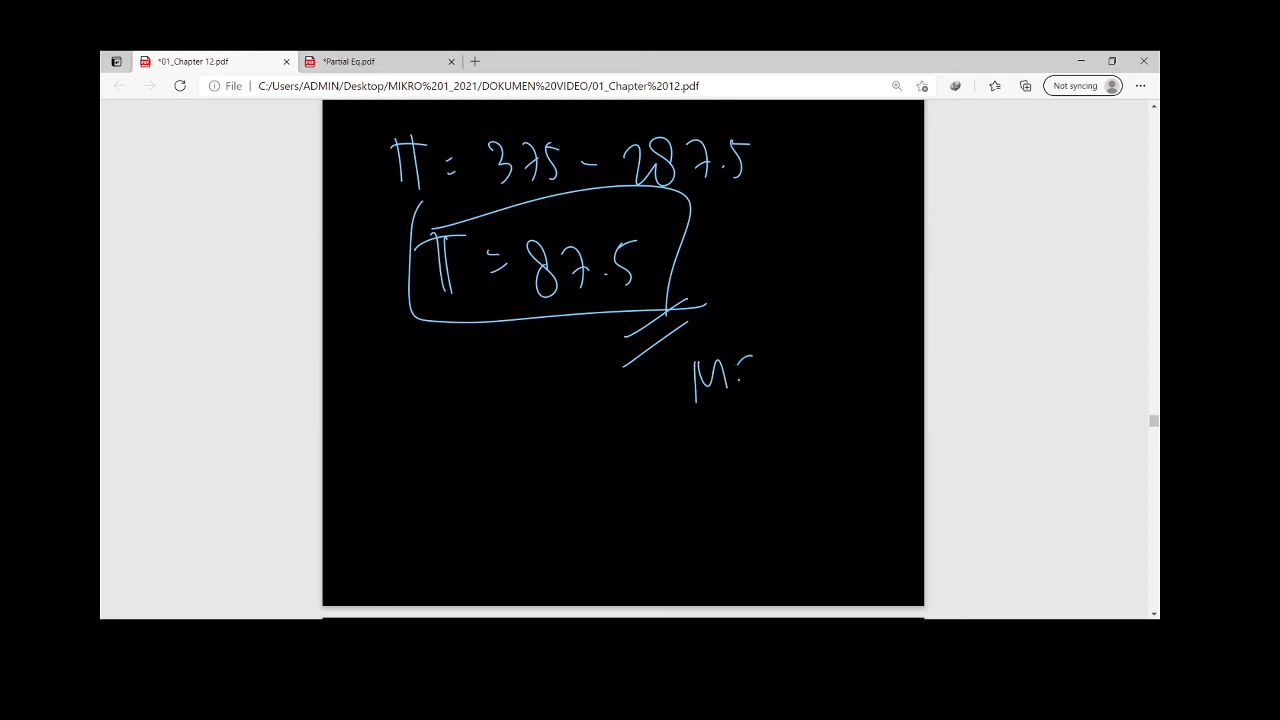 *01_Chapter 12.pdf
*Partial Eq.pdf
File C:/Users/ADMIN/Desktop/MIKRO%201_2021/DOKUMEN%20VIDEO/01_Chapter%2012.pdf
Not syncing
π = 375 - 287.5
π = 87.5